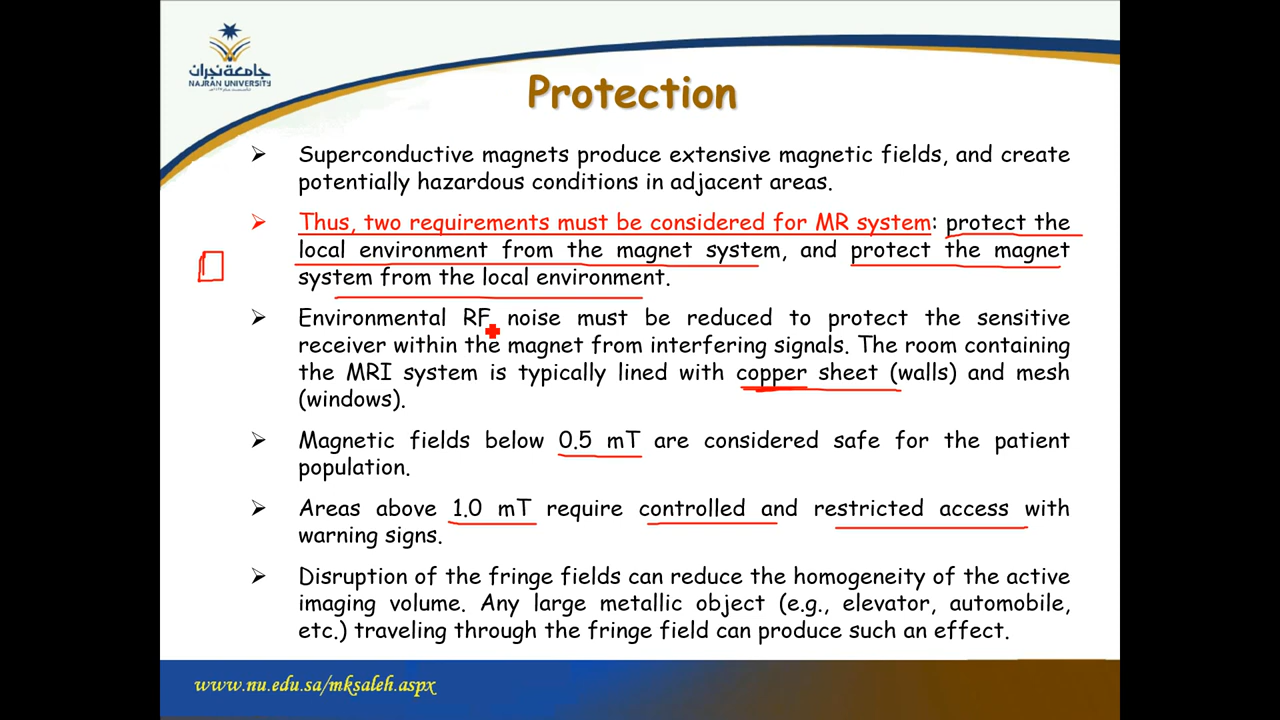 جامعة نجران
NAJRAN UNIVERSITY
Protection
Superconductive magnets produce extensive magnetic fields, and create
potentially hazardous conditions in adjacent areas.
Thus, two requirements must be considered for MR system: protect the
local environment from the magnet system, and protect the magnet
system from the local environment.
Environmental RF noise must be reduced to protect the sensitive
receiver within the magnet from interfering signals. The room containing
the MRI system is typically lined with copper sheet (walls) and mesh
(windows).
Magnetic fields below 0.5 mT are considered safe for the patient
population.
Areas above 1.0 mT require controlled and restricted access with
warning signs.
Disruption of the fringe fields can reduce the homogeneity of the active
imaging volume. Any large metallic object (e.g., elevator, automobile,
etc.) traveling through the fringe field can produce such an effect.
www.nu.edu.sa/mksaleh.aspx